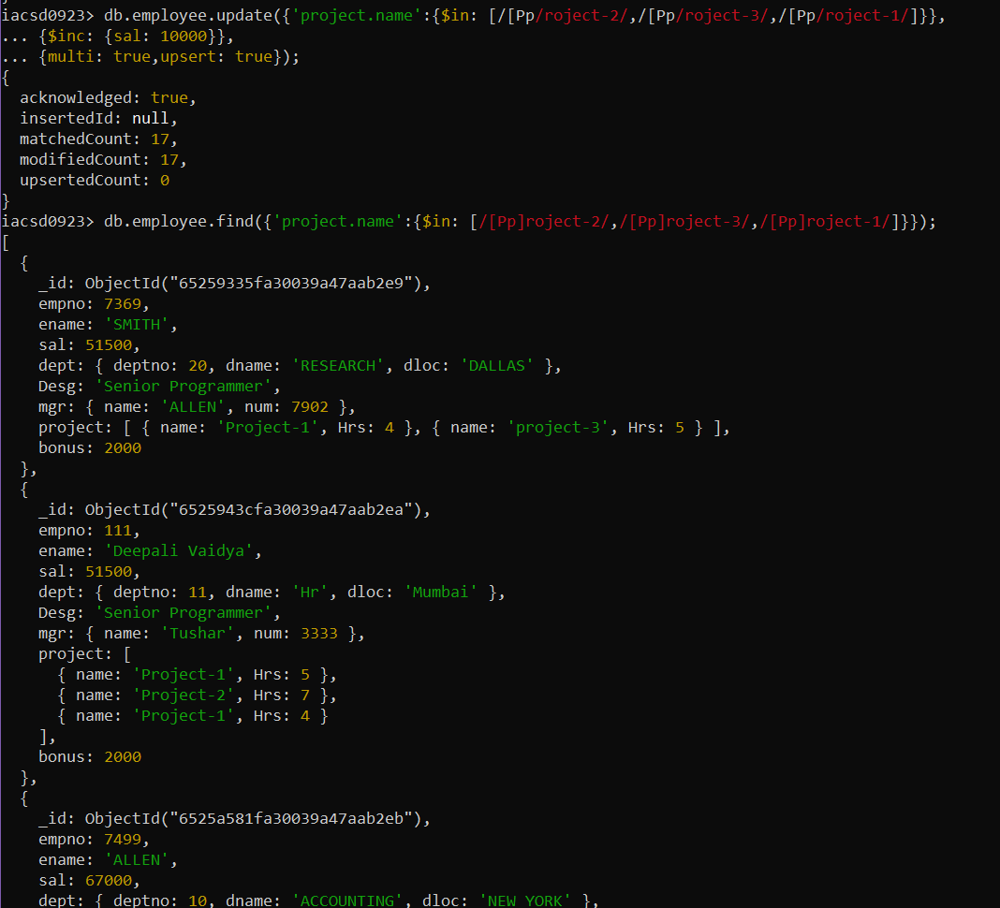 iacsd0923> db.employee.update({'project.name':{$in: [/[Pp/roject-2/,/[Pp/roject-3/,/[Pp/roject-1/]}},
... {$inc: {sal: 10000}},
... {multi: true,upsert: true});
{
  acknowledged: true,
  insertedId: null,
  matchedCount: 17,
  modifiedCount: 17,
  upsertedCount: 0
}
iacsd0923> db.employee.find({'project.name':{$in: [/[Pp]roject-2/,/[Pp]roject-3/,/[Pp]roject-1/]}});
[
  {
    _id: ObjectId("65259335fa30039a47aab2e9"),
    empno: 7369,
    ename: 'SMITH',
    sal: 51500,
    dept: { deptno: 20, dname: 'RESEARCH', dloc: 'DALLAS' },
    Desg: 'Senior Programmer',
    mgr: { name: 'ALLEN', num: 7902 },
    project: [ { name: 'Project-1', Hrs: 4 }, { name: 'project-3', Hrs: 5 } ],
    bonus: 2000
  },
  {
    _id: ObjectId("6525943cfa30039a47aab2ea"),
    empno: 111,
    ename: 'Deepali Vaidya',
    sal: 51500,
    dept: { deptno: 11, dname: 'Hr', dloc: 'Mumbai' },
    Desg: 'Senior Programmer',
    mgr: { name: 'Tushar', num: 3333 },
    project: [
      { name: 'Project-1', Hrs: 5 },
      { name: 'Project-2', Hrs: 7 },
      { name: 'Project-1', Hrs: 4 }
    ],
    bonus: 2000
  },
  {
    _id: ObjectId("6525a581fa30039a47aab2eb"),
    empno: 7499,
    ename: 'ALLEN',
    sal: 67000,
    dept: { deptno: 10, dname: 'ACCOUNTING', dloc: 'NEW YORK' },